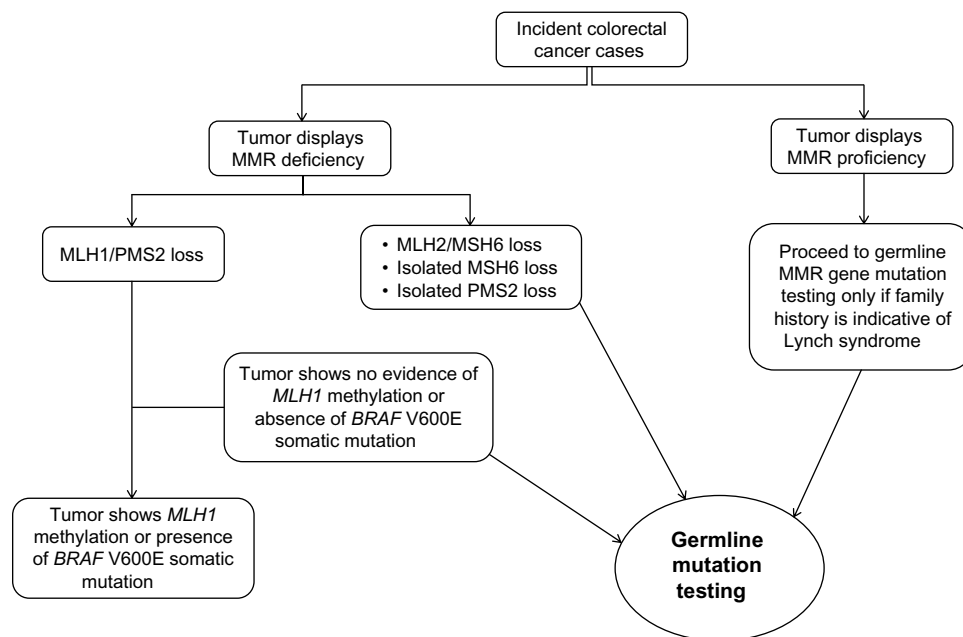 Incident colorectal
cancer cases
Tumor displays
MMR deficiency
Tumor displays
MMR proficiency
MLH1/PMS2 loss
• MLH2/MSH6 loss
• Isolated MSH6 loss
• Isolated PMS2 loss
Proceed to germline
MMR gene mutation
testing only if family
history is indicative of
Lynch syndrome
Tumor shows no evidence of
MLH1 methylation or
absence of BRAF V600E
somatic mutation
Tumor shows MLH1
methylation or presence
of BRAF V600E somatic
mutation
Germline
mutation
testing